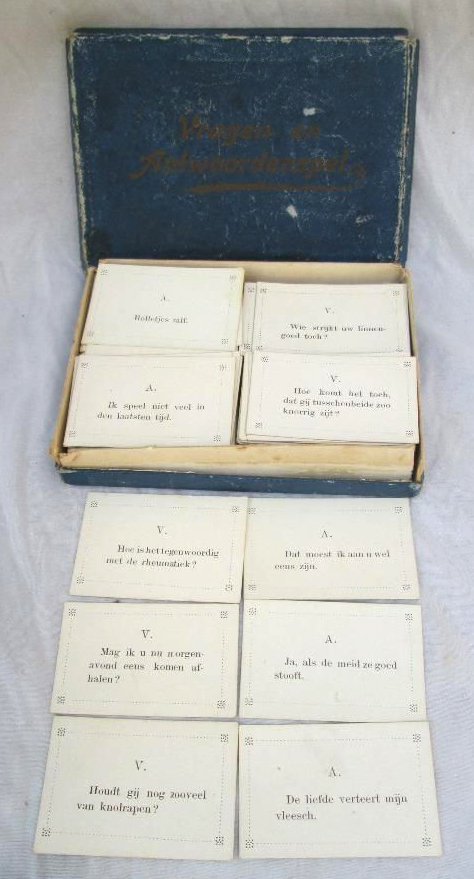 Vragen en
Antwoordenspel
A.
Rolletjes zalf.
V.
Wie strijkt uw linnen-
goed toch?
A.
Ik speel niet veel in
den laatsten tijd.
V.
Hoe komt het toch,
dat gij tusschenbeide zoo
knorrig zijt?
V.
Hoe is het tegenwoordig
met de rheumatiek?
A.
Dat moest ik aan u wel
eens zijn.
V.
Mag ik u nu morgen-
avond eens komen af-
halen?
A.
Ja, als de meid ze goed
stooft.
V.
Houdt gij nog zooveel
van knolrapen?
A.
De liefde verteert mijn
vleesch.